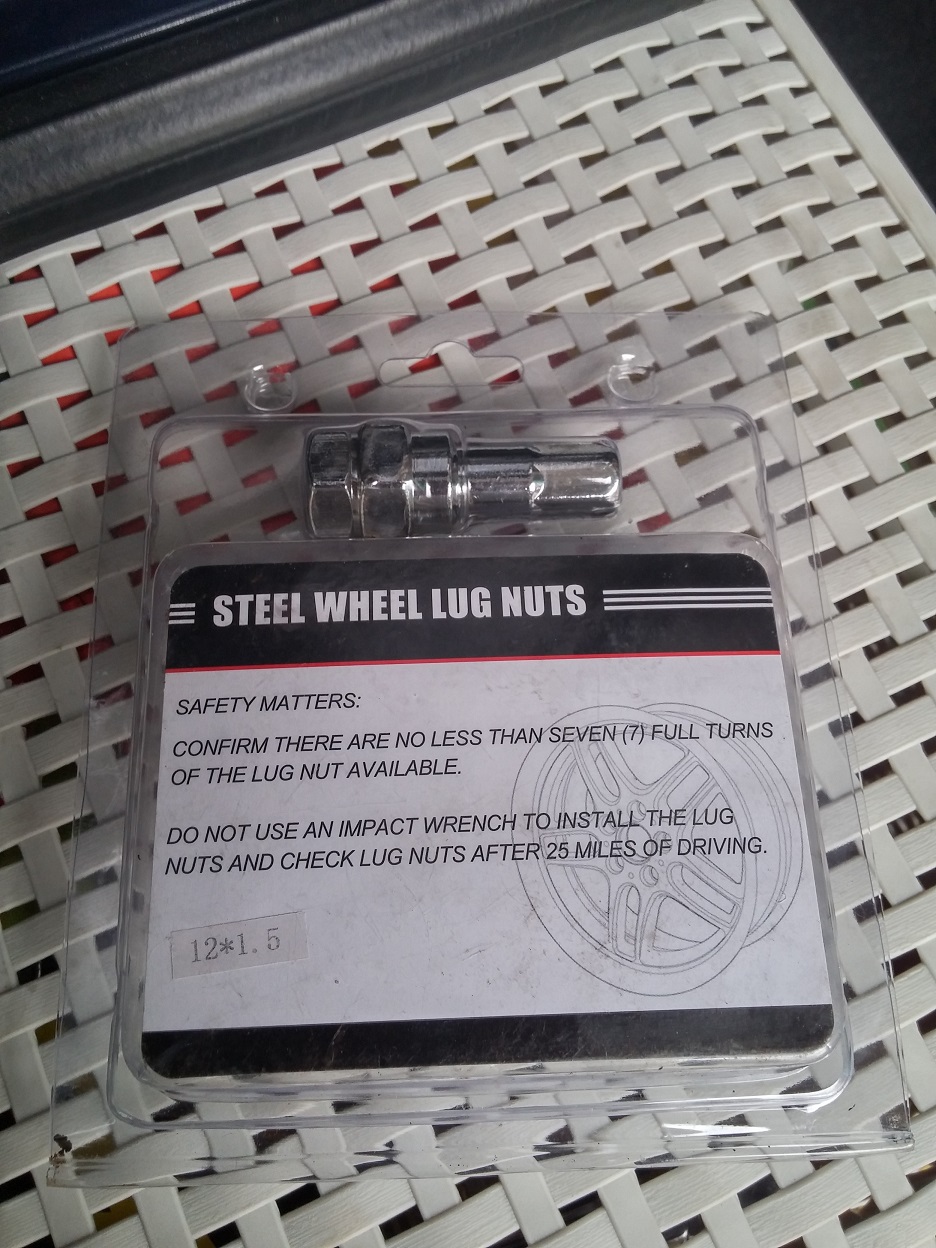 STEEL WHEEL LUG NUTS
SAFETY MATTERS:
CONFIRM THERE ARE NO LESS THAN SEVEN (7) FULL TURNS
OF THE LUG NUT AVAILABLE.
DO NOT USE AN IMPACT WRENCH TO INSTALL THE LUG
NUTS AND CHECK LUG NUTS AFTER 25 MILES OF DRIVING.
12*1.5